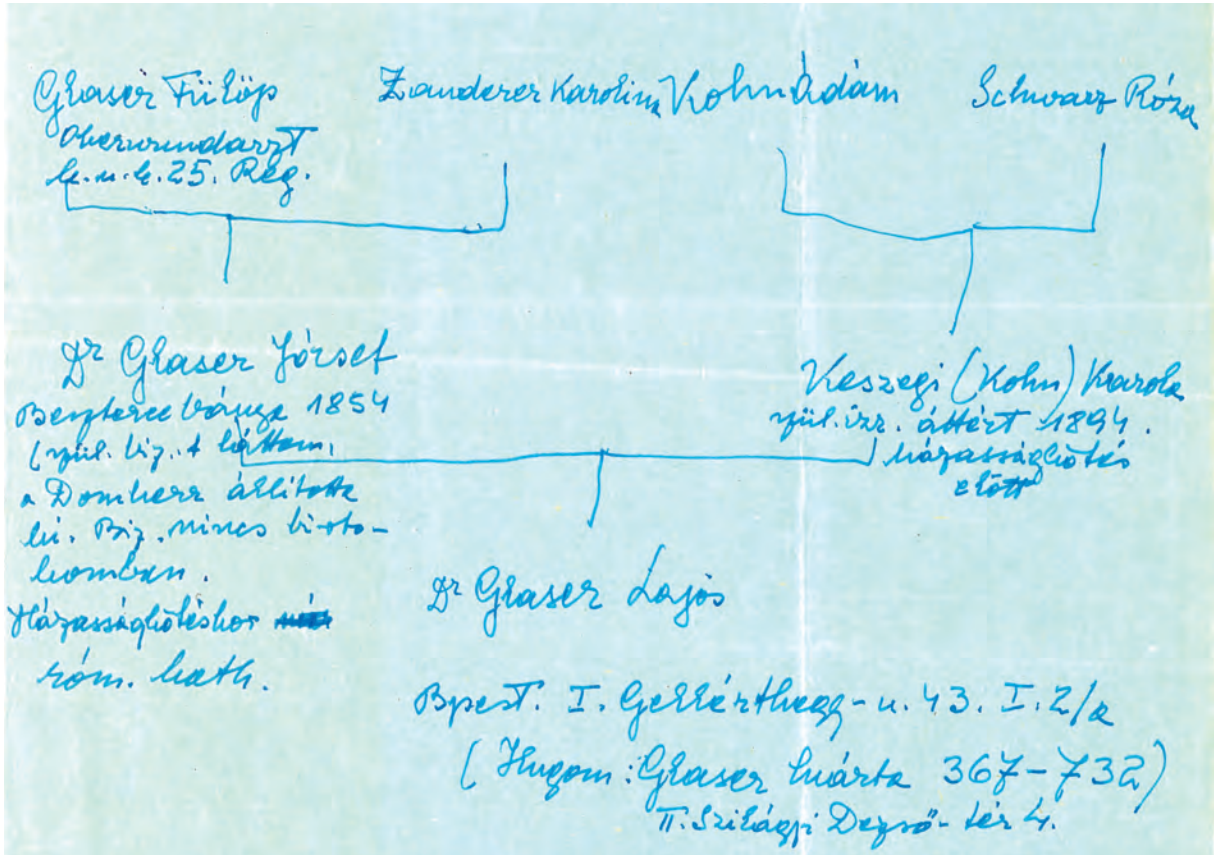 Glaser Fülöp
Oberwundarzt
k.u.k. 25. Reg.
Zanderer Karolina
Kohn Ádám
Schwarz Róza
Dr Glaser József
Besztercebánya 1854
(szül. biz.-t láttam,
a Domherr állította
ki. Biz. nincs birto-
komban.
Házasságkötéskor
róm. kath.
Keszegi (Kohn) Karola
szül. izr. áttért 1894.
házasságkötés
előtt
Dr Glaser Lajos
Bpest. I. Gellérthegy-u. 43. I. 2/a
(Hugom: Glaser Márta 367-732)
II. Szilágyi Dezső-tér 4.